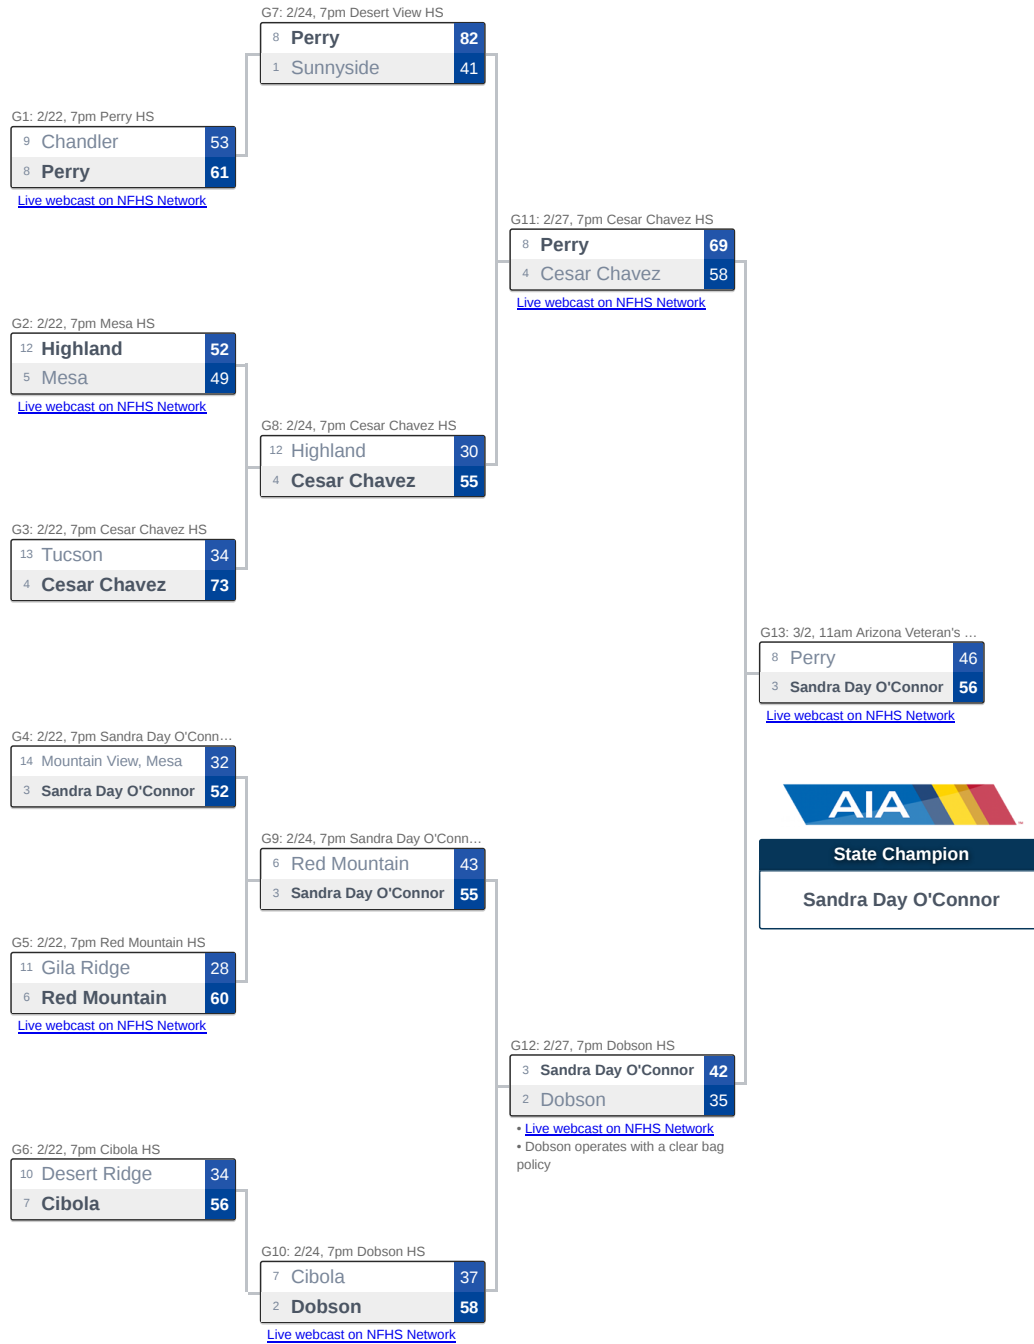 G7: 2/24, 7pm Desert View HS
8 Perry 82
1 Sunnyside 41
G1: 2/22, 7pm Perry HS
9 Chandler 53
8 Perry 61
Live webcast on NFHS Network
G11: 2/27, 7pm Cesar Chavez HS
8 Perry 69
4 Cesar Chavez 58
Live webcast on NFHS Network
G2: 2/22, 7pm Mesa HS
12 Highland 52
5 Mesa 49
Live webcast on NFHS Network
G8: 2/24, 7pm Cesar Chavez HS
12 Highland 30
4 Cesar Chavez 55
G3: 2/22, 7pm Cesar Chavez HS
13 Tucson 34
4 Cesar Chavez 73
G13: 3/2, 11am Arizona Veteran's ...
8 Perry 46
3 Sandra Day O'Connor 56
Live webcast on NFHS Network
G4: 2/22, 7pm Sandra Day O'Conn...
14 Mountain View, Mesa 32
3 Sandra Day O'Connor 52
AIA
™
State Champion
Sandra Day O'Connor
G9: 2/24, 7pm Sandra Day O'Conn...
6 Red Mountain 43
3 Sandra Day O'Connor 55
G5: 2/22, 7pm Red Mountain HS
11 Gila Ridge 28
6 Red Mountain 60
Live webcast on NFHS Network
G12: 2/27, 7pm Dobson HS
3 Sandra Day O'Connor 42
2 Dobson 35
• Live webcast on NFHS Network
• Dobson operates with a clear bag
policy
G6: 2/22, 7pm Cibola HS
10 Desert Ridge 34
7 Cibola 56
G10: 2/24, 7pm Dobson HS
7 Cibola 37
2 Dobson 58
Live webcast on NFHS Network